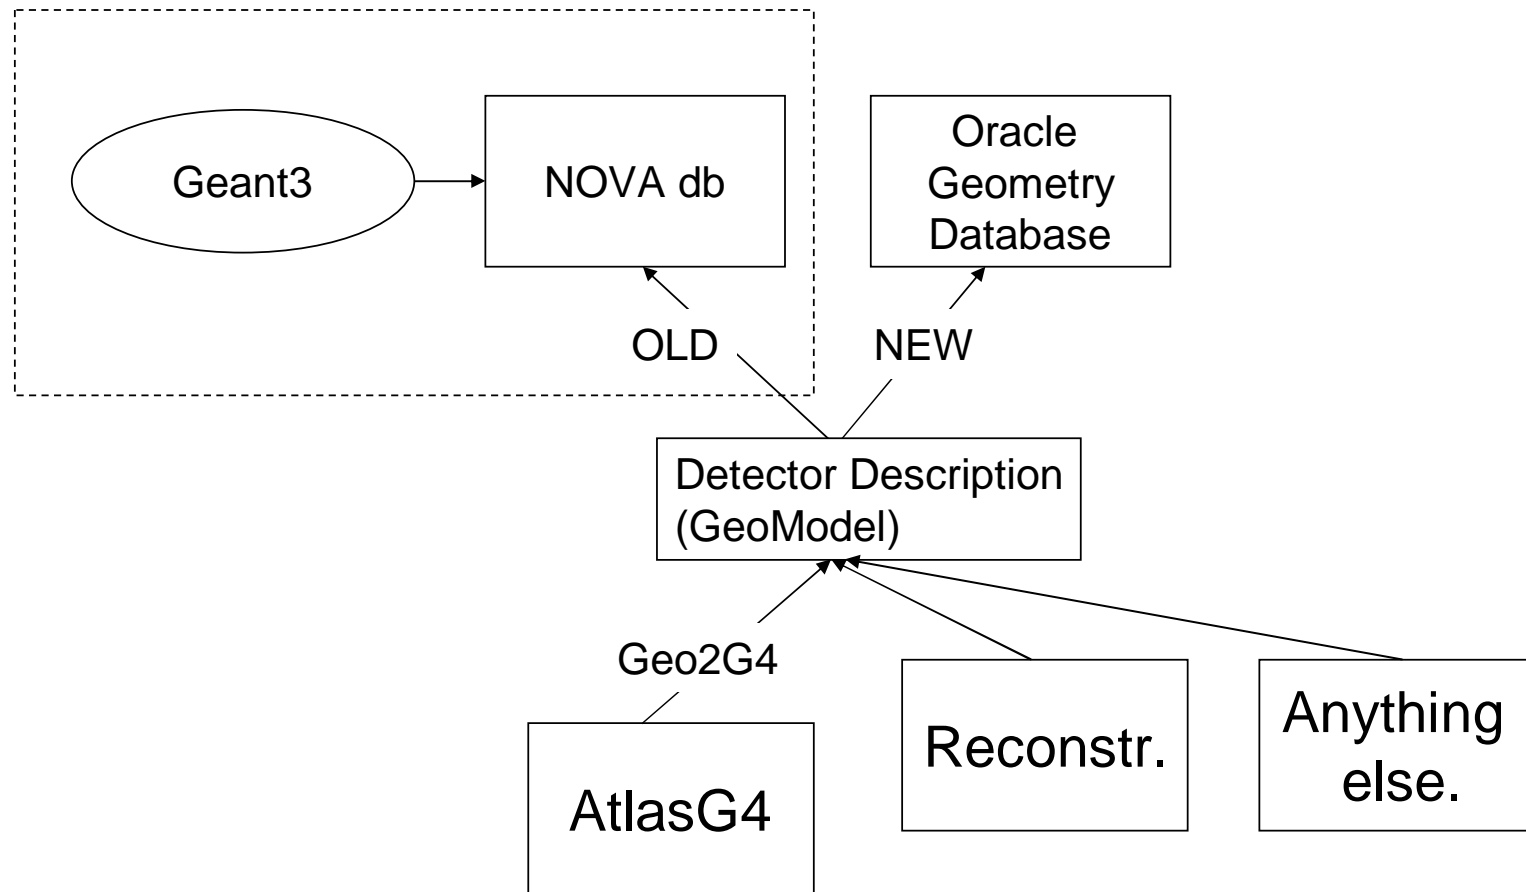 Geant3
NOVA db
Oracle
Geometry
Database
OLD
NEW
Detector Description
(GeoModel)
Geo2G4
AtlasG4
Reconstr.
Anything
else.